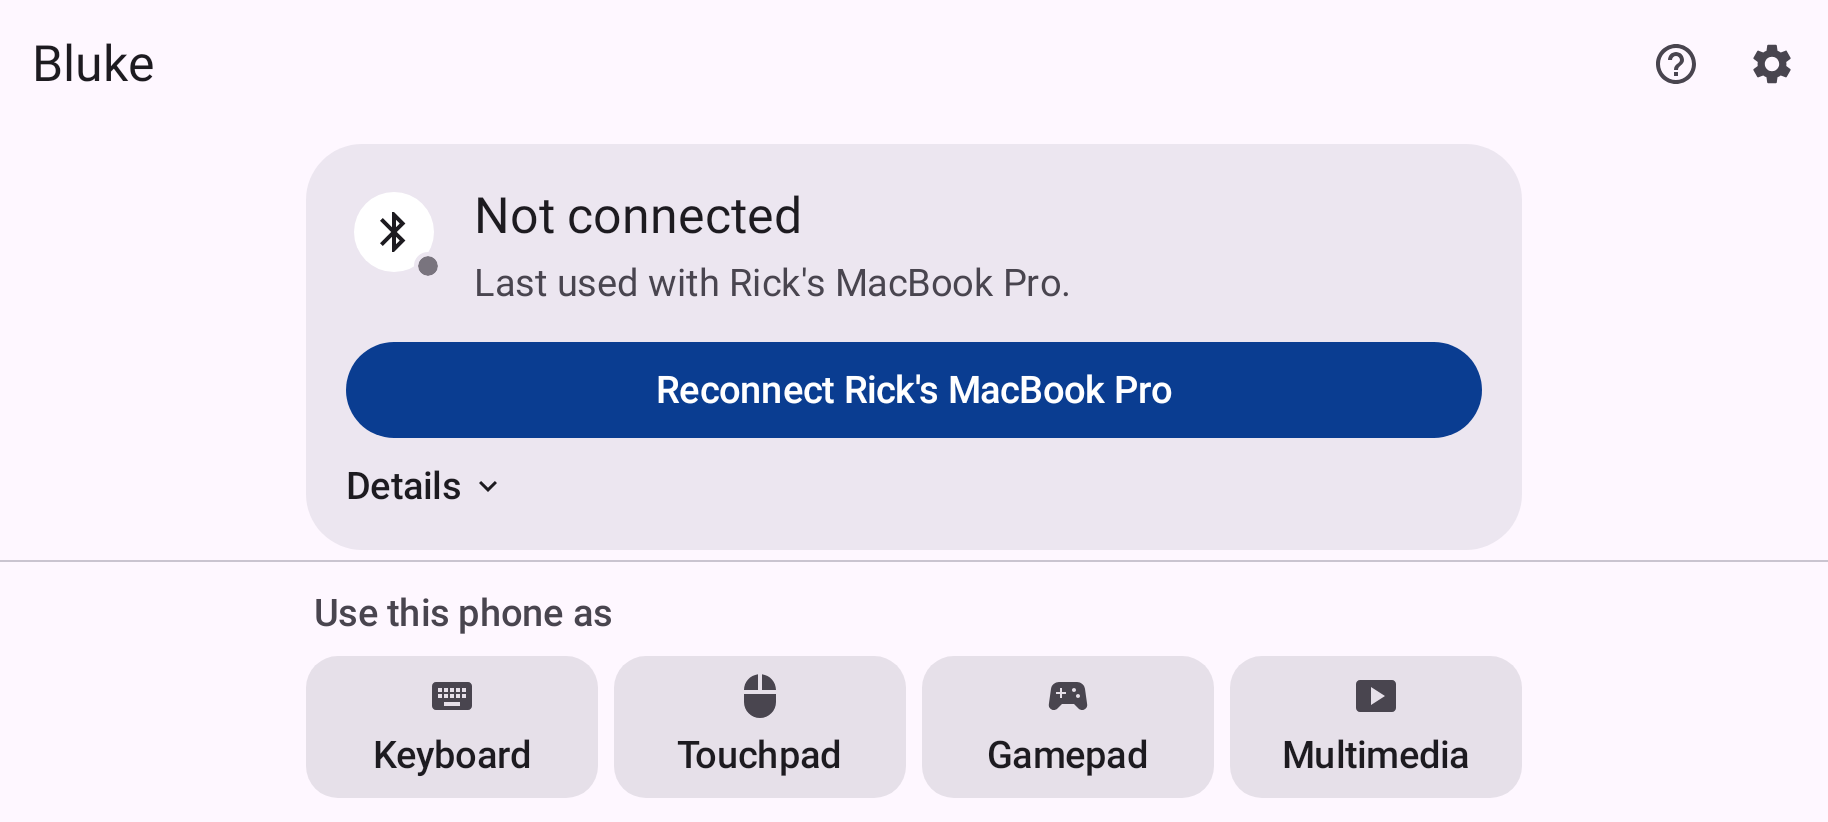 Bluke
Not connected
Last used with Rick's MacBook Pro.
Reconnect Rick's MacBook Pro
Details
Use this phone as
Keyboard
Touchpad
Gamepad
Multimedia